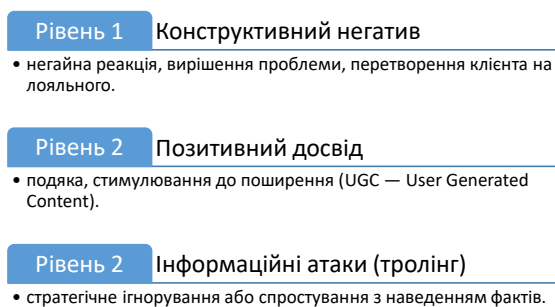 Рівень 1 Конструктивний негатив
• негайна реакція, вирішення проблеми, перетворення клієнта на
лояльного.
Рівень 2 Позитивний досвід
• подяка, стимулювання до поширення (UGC — User Generated
Content).
Рівень 2 Інформаційні атаки (тролінг)
• стратегічне ігнорування або спростування з наведенням фактів.